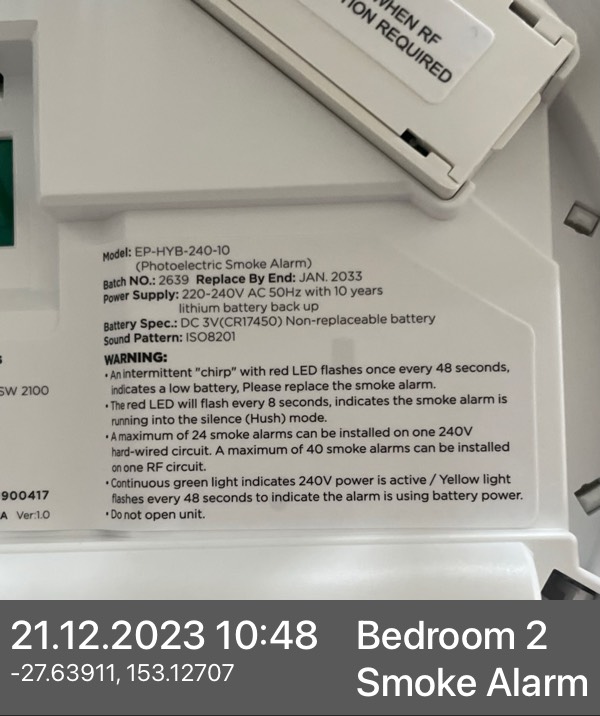 WHEN RF
ION REQUIRED
Model: EP-HYB-240-10
(Photoelectric Smoke Alarm)
Batch NO.: 2639 Replace By End: JAN. 2033
Power Supply: 220-240V AC 50Hz with 10 years
lithium battery back up
Battery Spec.: DC 3V(CR17450) Non-replaceable battery
Sound Pattern: ISO8201
WARNING:
• An intermittent "chirp" with red LED flashes once every 48 seconds,
indicates a low battery, Please replace the smoke alarm.
• The red LED will flash every 8 seconds, indicates the smoke alarm is
running into the silence (Hush) mode.
• A maximum of 24 smoke alarms can be installed on one 240V
hard-wired circuit. A maximum of 40 smoke alarms can be installed
on one RF circuit.
• Continuous green light indicates 240V power is active / Yellow light
flashes every 48 seconds to indicate the alarm is using battery power.
• Do not open unit.
SW 2100
900417
A Ver:1.0
21.12.2023 10:48
-27.63911, 153.12707
Bedroom 2
Smoke Alarm